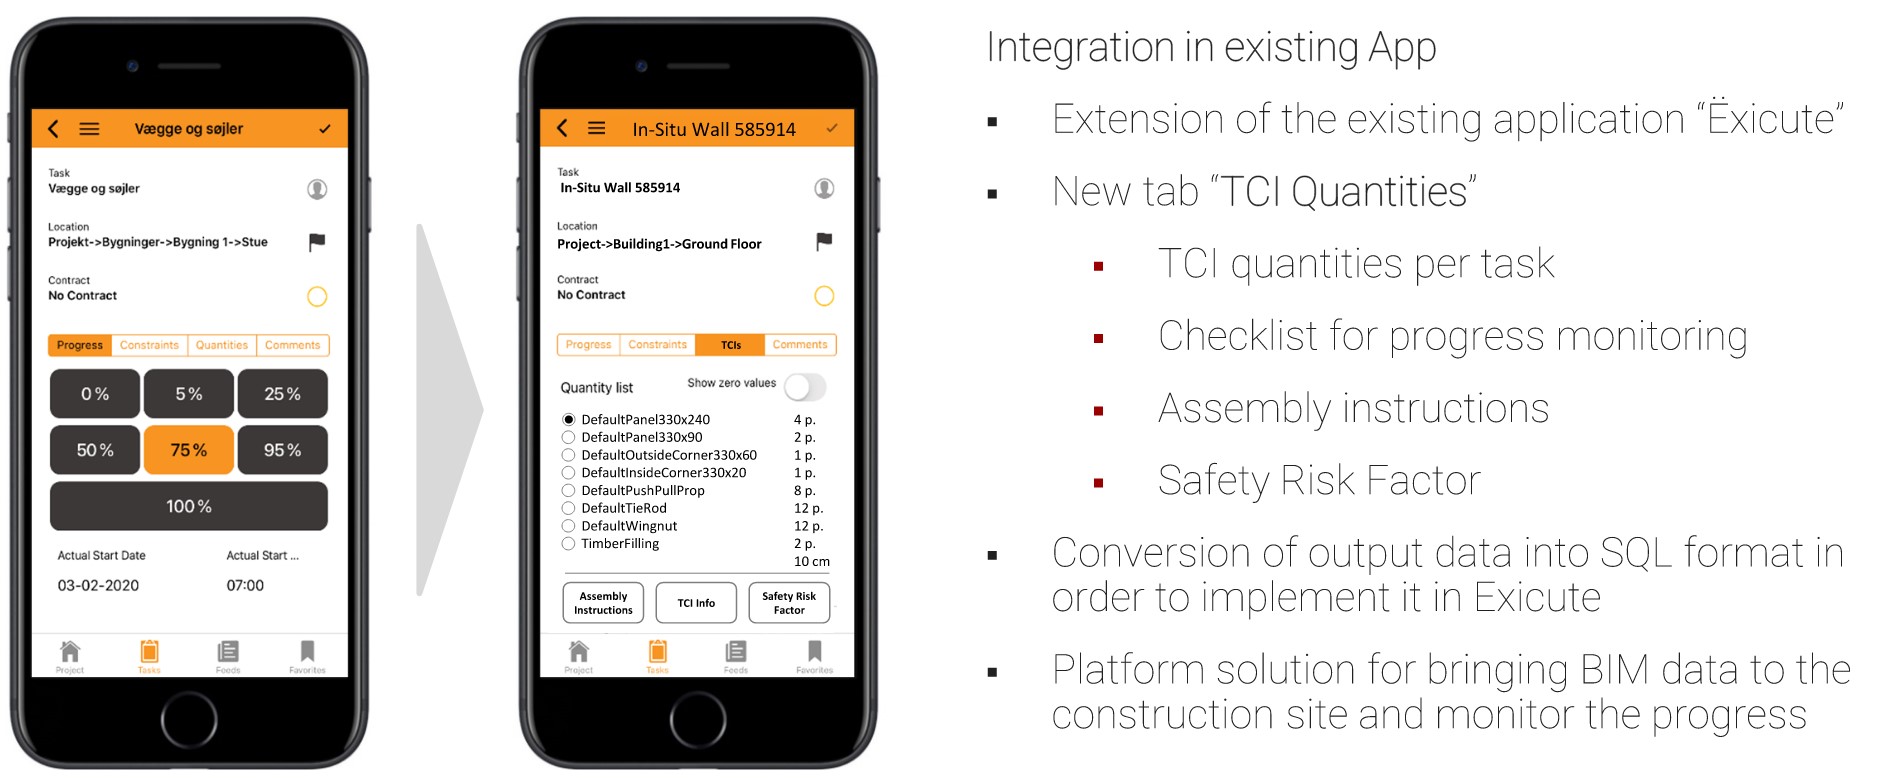 Vægge og søjler
Task
Vægge og søjler
Location
Projekt->Bygninger->Bygning 1->Stue
Contract
No Contract
Progress Constraints Quantities Comments
0 % 5 % 25 %
50 % 75 % 95 %
100 %
Actual Start Date Actual Start ...
03-02-2020 07:00
Project Tasks Feeds Favorites
In-Situ Wall 585914
Task
In-Situ Wall 585914
Location
Project->Building1->Ground Floor
Contract
No Contract
Progress Constraints TCIs Comments
Quantity list Show zero values
DefaultPanel330x240 4 p.
DefaultPanel330x90 2 p.
DefaultOutsideCorner330x60 1 p.
DefaultInsideCorner330x20 1 p.
DefaultPushPullProp 8 p.
DefaultTieRod 12 p.
DefaultWingnut 12 p.
TimberFilling 2 p.
10 cm
Assembly
Instructions
TCI Info
Safety Risk
Factor
Project Tasks Feeds Favorites
Integration in existing App
▪ Extension of the existing application “Ëxicute”
▪ New tab “TCI Quantities”
▪ TCI quantities per task
▪ Checklist for progress monitoring
▪ Assembly instructions
▪ Safety Risk Factor
▪ Conversion of output data into SQL format in
order to implement it in Exicute
▪ Platform solution for bringing BIM data to the
construction site and monitor the progress